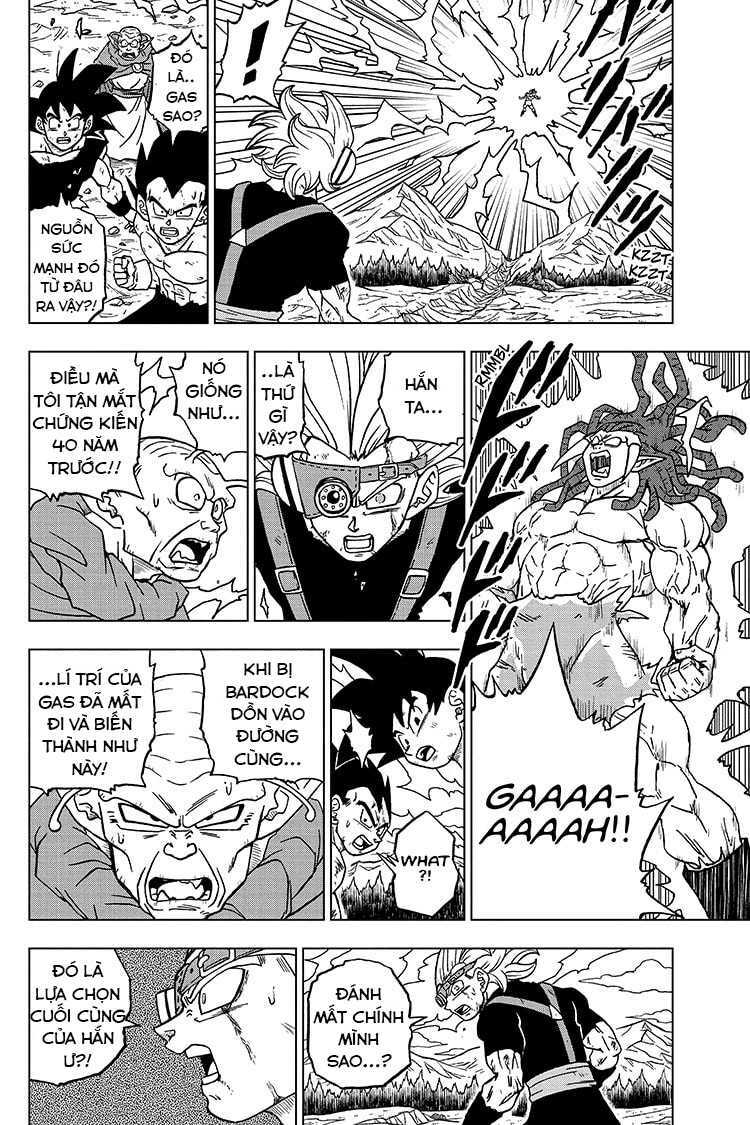 !
KZZT
KZZT
ĐÓ
LÀ..
GAS
SAO?
NGUỒN
SỨC
MẠNH ĐÓ
TỪ ĐÂU
RA VẬY?!
RMMBL
GAAAA-
AAAAH!!
HẮN
TA...
..LÀ
THỨ
GÌ
VẬY?
NÓ
GIỐNG
NHƯ...
ĐIỀU MÀ
TÔI TẬN MẮT
CHỨNG KIẾN
40 NĂM
TRƯỚC!!
WHAT
?!
KHI BỊ
BARDOCK
DỒN VÀO
ĐƯỜNG
CÙNG...
...LÍ TRÍ CỦA
GAS ĐÃ MẤT
ĐI VÀ BIẾN
THÀNH NHƯ
NÀY!
ĐÁNH
MẤT CHÍNH
MÌNH
SAO...?
ĐÓ LÀ
LỰA CHỌN
CUỐI CÙNG
CỦA HẮN
Ư?!